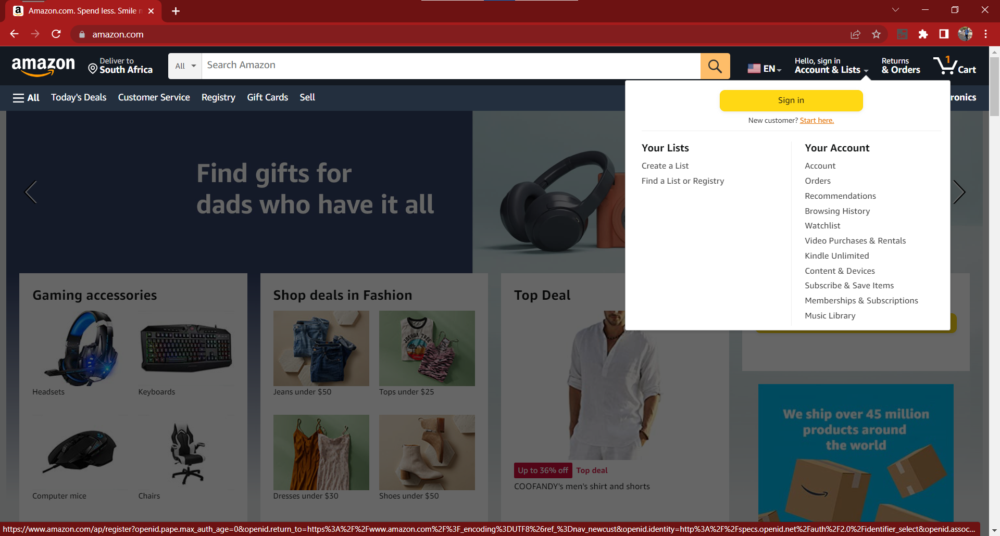 Amazon.com. Spend less. Smile m
amazon.com
amazon
Deliver to
South Africa
All
Search Amazon
EN
Hello, sign in
Account & Lists
Returns
& Orders
1
Cart
All
Today's Deals
Customer Service
Registry
Gift Cards
Sell
ronics
Sign in
New customer? Start here.
Your Lists
Create a List
Find a List or Registry
Your Account
Account
Orders
Recommendations
Browsing History
Watchlist
Video Purchases & Rentals
Kindle Unlimited
Content & Devices
Subscribe & Save Items
Memberships & Subscriptions
Music Library
Find gifts for
dads who have it all
Gaming accessories
Headsets
Keyboards
Computer mice
Chairs
Shop deals in Fashion
JOSHUA TREE
Jeans under $50
Tops under $25
Dresses under $30
Shoes under $50
Top Deal
Up to 36% off
Top deal
COOFANDY's men's shirt and shorts
We ship over 45 million
products around
the world
https://www.amazon.com/ap/register?openid.pape.max_auth_age=0&openid.return_to=https%3A%2F%2Fwww.amazon.com%2F%3F_encoding%3DUTF8%26ref_%3Dnav_newcust&openid.identity=http%3A%2F%2Fspecs.openid.net%2Fauth%2F2.0%2Fidentifier_select&openid.assoc...